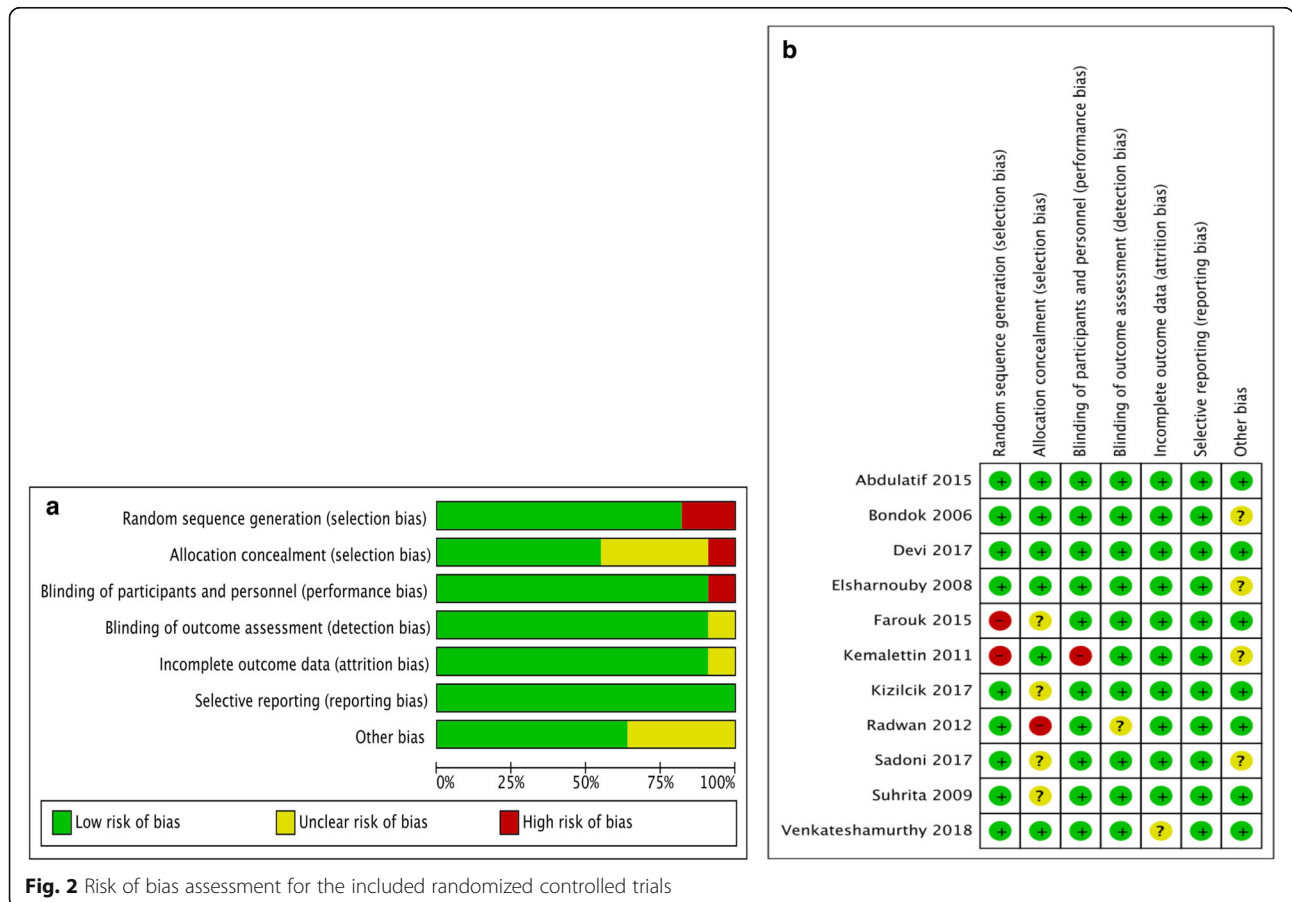 a
Random sequence generation (selection bias)
Allocation concealment (selection bias)
Blinding of participants and personnel (performance bias)
Blinding of outcome assessment (detection bias)
Incomplete outcome data (attrition bias)
Selective reporting (reporting bias)
Other bias
0% 25% 50% 75% 100%
Low risk of bias Unclear risk of bias High risk of bias
b
Random sequence generation (selection bias)
Allocation concealment (selection bias)
Blinding of participants and personnel (performance bias)
Blinding of outcome assessment (detection bias)
Incomplete outcome data (attrition bias)
Selective reporting (reporting bias)
Other bias
Abdulatif 2015 + + + + + + +
Bondok 2006 + + + + + + ?
Devi 2017 + + + + + + +
Elsharnouby 2008 + + + + + + ?
Farouk 2015 - ? + + + + +
Kemalettin 2011 - + - + + + ?
Kizilcik 2017 + ? + + + + +
Radwan 2012 + - + ? + + +
Sadoni 2017 + ? + + + + ?
Suhrita 2009 + ? + + + + +
Venkateshamurthy 2018 + + + + ? + +
Fig. 2 Risk of bias assessment for the included randomized controlled trials